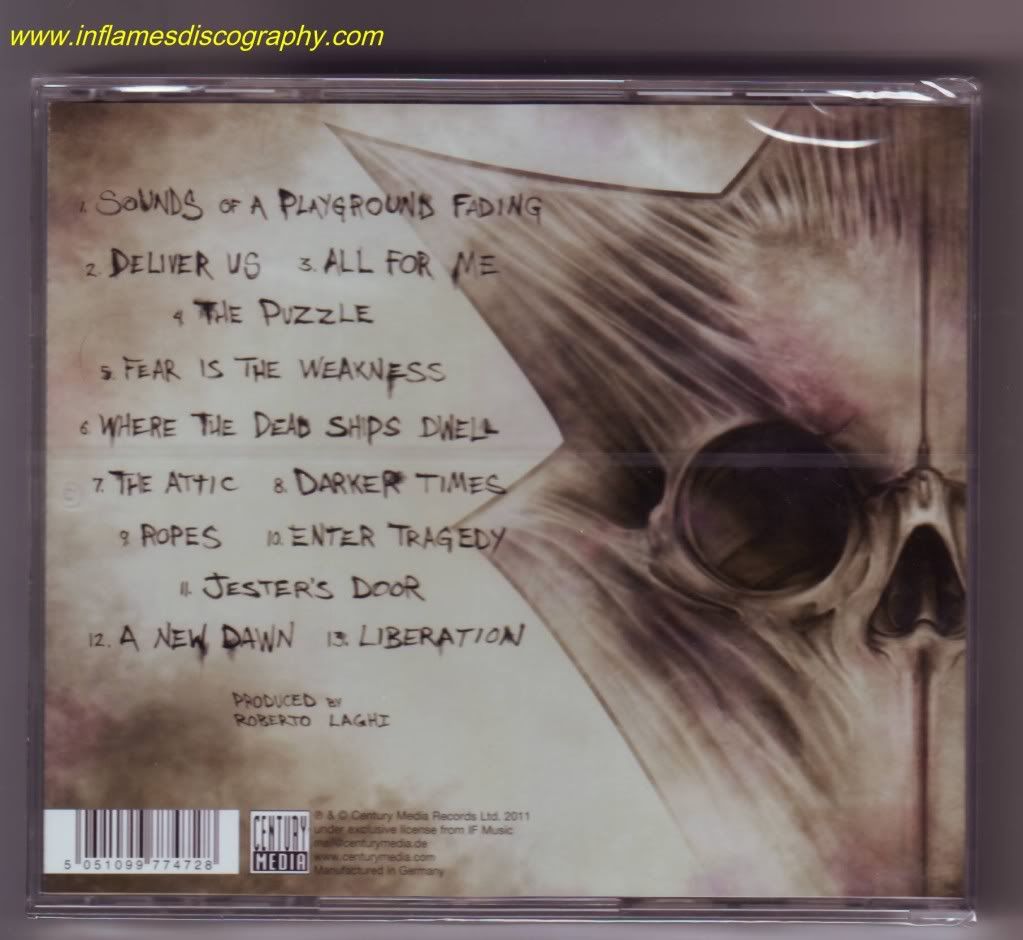 www.inflamesdiscography.com
1. SOUNDS OF A PLAYGROUND FADING
2. DELIVER US 3. ALL FOR ME
4. THE PUZZLE
5. FEAR IS THE WEAKNESS
6. WHERE THE DEAD SHIPS DWELL
7. THE ATTIC 8. DARKER TIMES
9. ROPES 10. ENTER TRAGEDY
11. JESTER'S DOOR
12. A NEW DAWN 13. LIBERATION
PRODUCED BY
ROBERTO LAGHI
5 051099 774728
CENTURY
MEDIA
℗ & © Century Media Records Ltd. 2011
under exclusive license from IF Music
mail@centurymedia.de
www.centurymedia.com
Manufactured in Germany